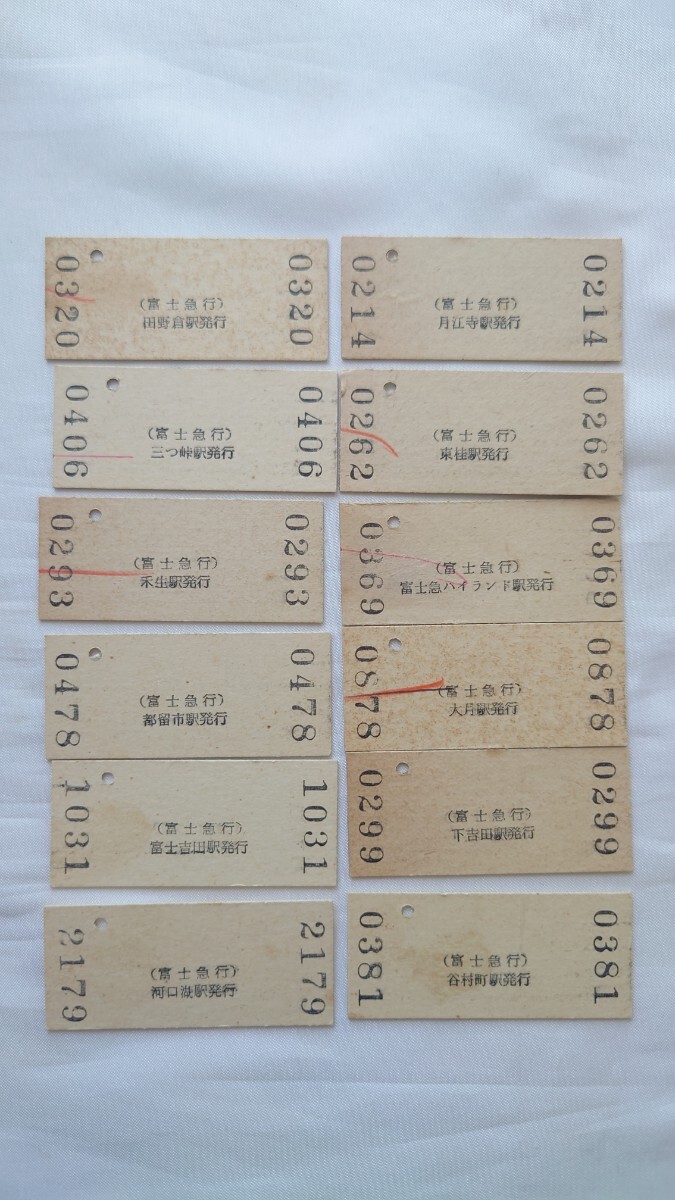 0320
(富士急行)
田野倉駅発行
0320
0214
(富士急行)
月江寺駅発行
0214
0406
(富士急行)
三つ峠駅発行
0406
0262
(富士急行)
東桂駅発行
0262
0293
(富士急行)
禾生駅発行
0293
0369
(富士急行)
富士急ハイランド駅発行
0369
0478
(富士急行)
都留市駅発行
0478
0878
(富士急行)
大月駅発行
0878
1031
(富士急行)
富士吉田駅発行
1031
0299
(富士急行)
下吉田駅発行
0299
2179
(富士急行)
河口湖駅発行
2179
0381
(富士急行)
谷村町駅発行
0381